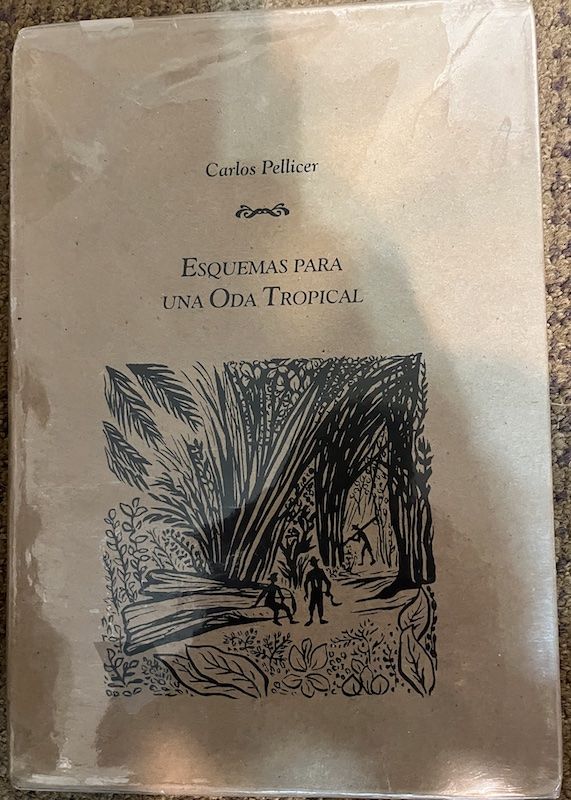 Carlos Pellicer
ESQUEMAS PARA
UNA ODA TROPICAL